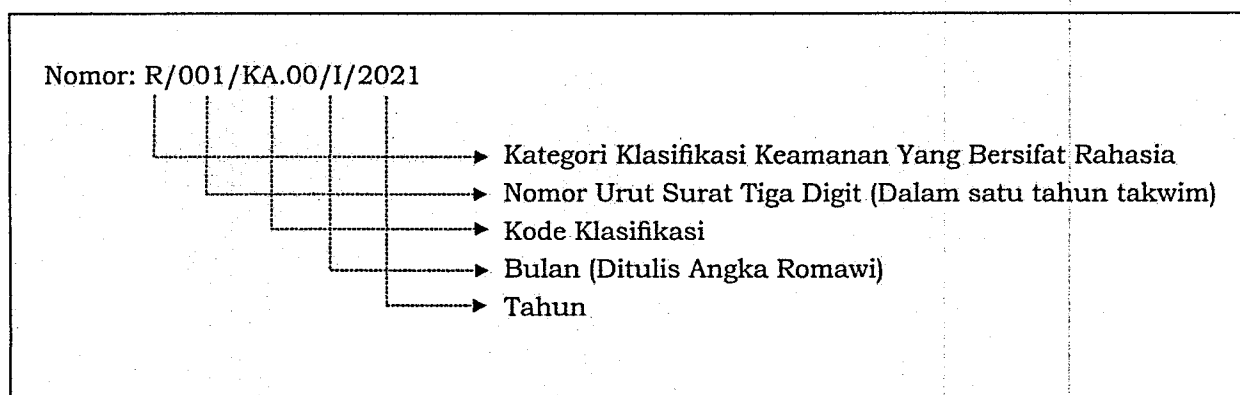 Nomor: R/001/KA.00/I/2021
Kategori Klasifikasi Keamanan Yang Bersifat Rahasia
Nomor Urut Surat Tiga Digit (Dalam satu tahun takwim)
Kode Klasifikasi
Bulan (Ditulis Angka Romawi)
Tahun